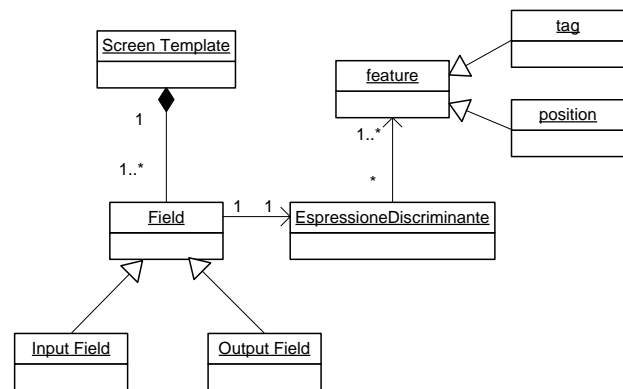 tag
Screen Template
feature
position
1
1..*
1..*
*
Field
1
1
EspressioneDiscriminante
Input Field
Output Field